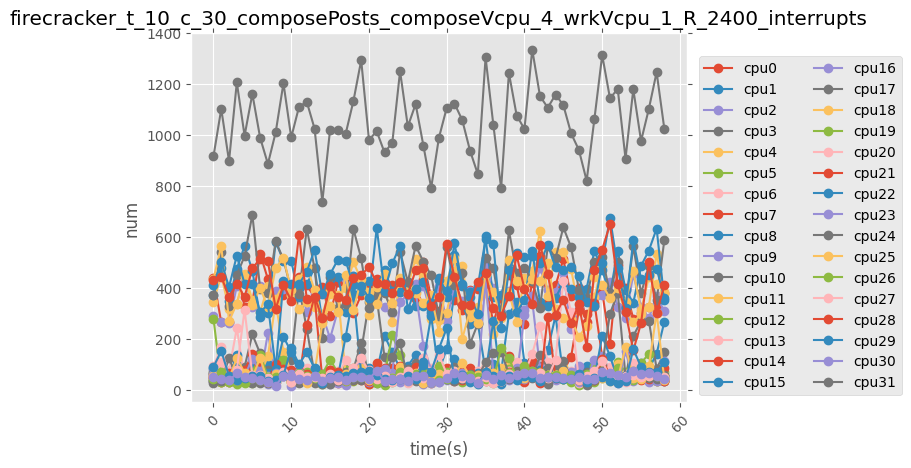 firecracker_t_10_c_30_composePosts_composeVcpu_4_wrkVcpu_1_R_2400_interrupts
1400
1200
1000
800
600
400
200
0
num
0
10
20
30
40
50
60
time(s)
cpu0
cpu1
cpu2
cpu3
cpu4
cpu5
cpu6
cpu7
cpu8
cpu9
cpu10
cpu11
cpu12
cpu13
cpu14
cpu15
cpu16
cpu17
cpu18
cpu19
cpu20
cpu21
cpu22
cpu23
cpu24
cpu25
cpu26
cpu27
cpu28
cpu29
cpu30
cpu31